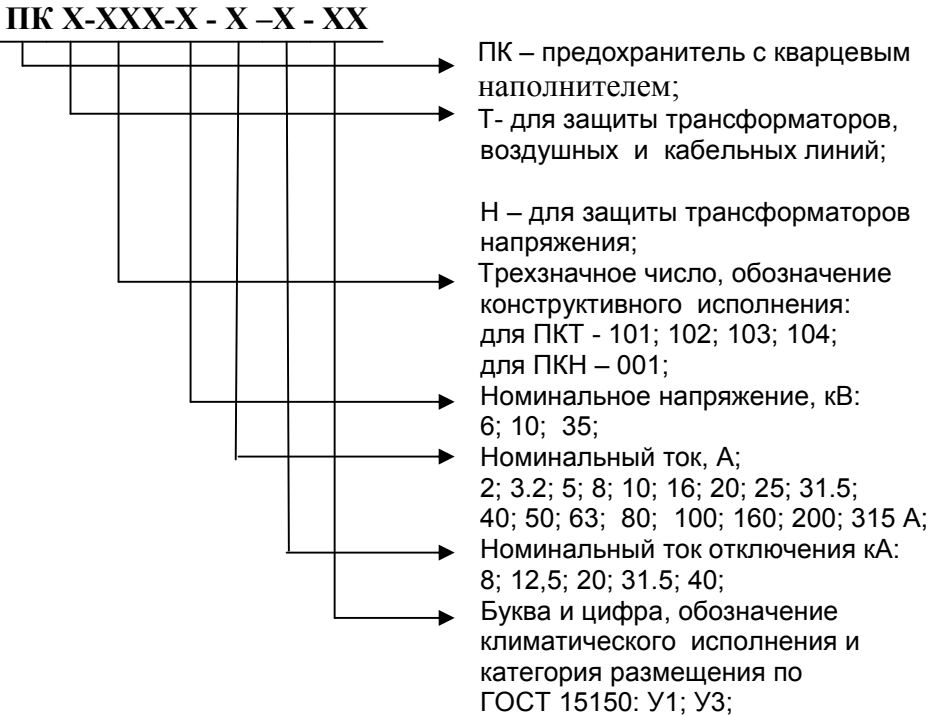 ПК Х-ХХХ-Х - Х –Х - ХХ
ПК – предохранитель с кварцевым
наполнителем;
Т- для защиты трансформаторов,
воздушных и кабельных линий;
Н – для защиты трансформаторов
напряжения;
Трехзначное число, обозначение
конструктивного исполнения:
для ПКТ - 101; 102; 103; 104;
для ПКН – 001;
Номинальное напряжение, кВ:
6; 10; 35;
Номинальный ток, А;
2; 3.2; 5; 8; 10; 16; 20; 25; 31.5;
40; 50; 63; 80; 100; 160; 200; 315 А;
Номинальный ток отключения кА:
8; 12,5; 20; 31.5; 40;
Буква и цифра, обозначение
климатического исполнения и
категория размещения по
ГОСТ 15150: У1; У3;